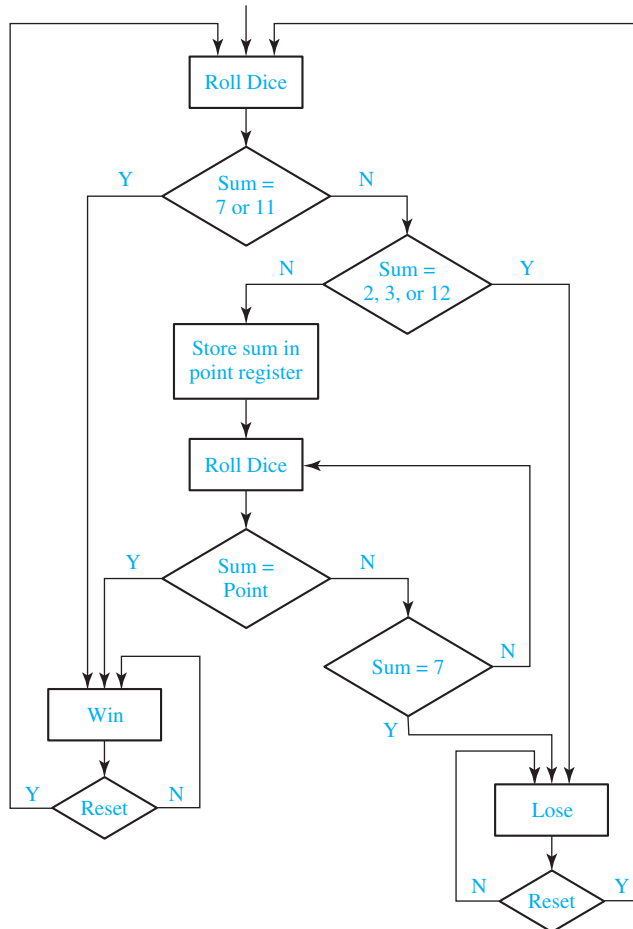 Roll Dice
Y
Sum =
7 or 11
N
N
Sum =
2, 3, or 12
Y
Store sum in
point register
Roll Dice
Y
Sum =
Point
N
Sum = 7
N
Y
Win
Y
Reset
N
Lose
N
Reset
Y